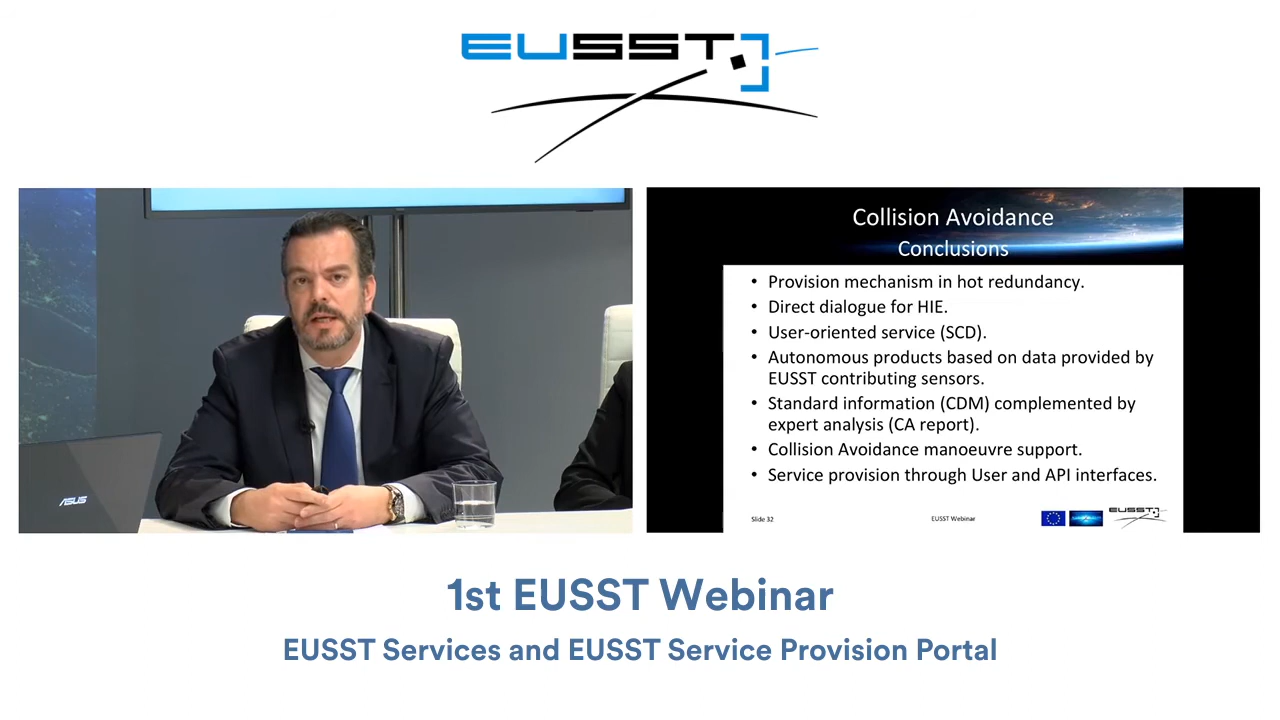 EUSST
ASUS
Collision Avoidance
Conclusions
• Provision mechanism in hot redundancy.
• Direct dialogue for HIE.
• User-oriented service (SCD).
• Autonomous products based on data provided by
EUSST contributing sensors.
• Standard information (CDM) complemented by
expert analysis (CA report).
• Collision Avoidance manoeuvre support.
• Service provision through User and API interfaces.
Slide 32
EUSST Webinar
EUSST
1st EUSST Webinar
EUSST Services and EUSST Service Provision Portal